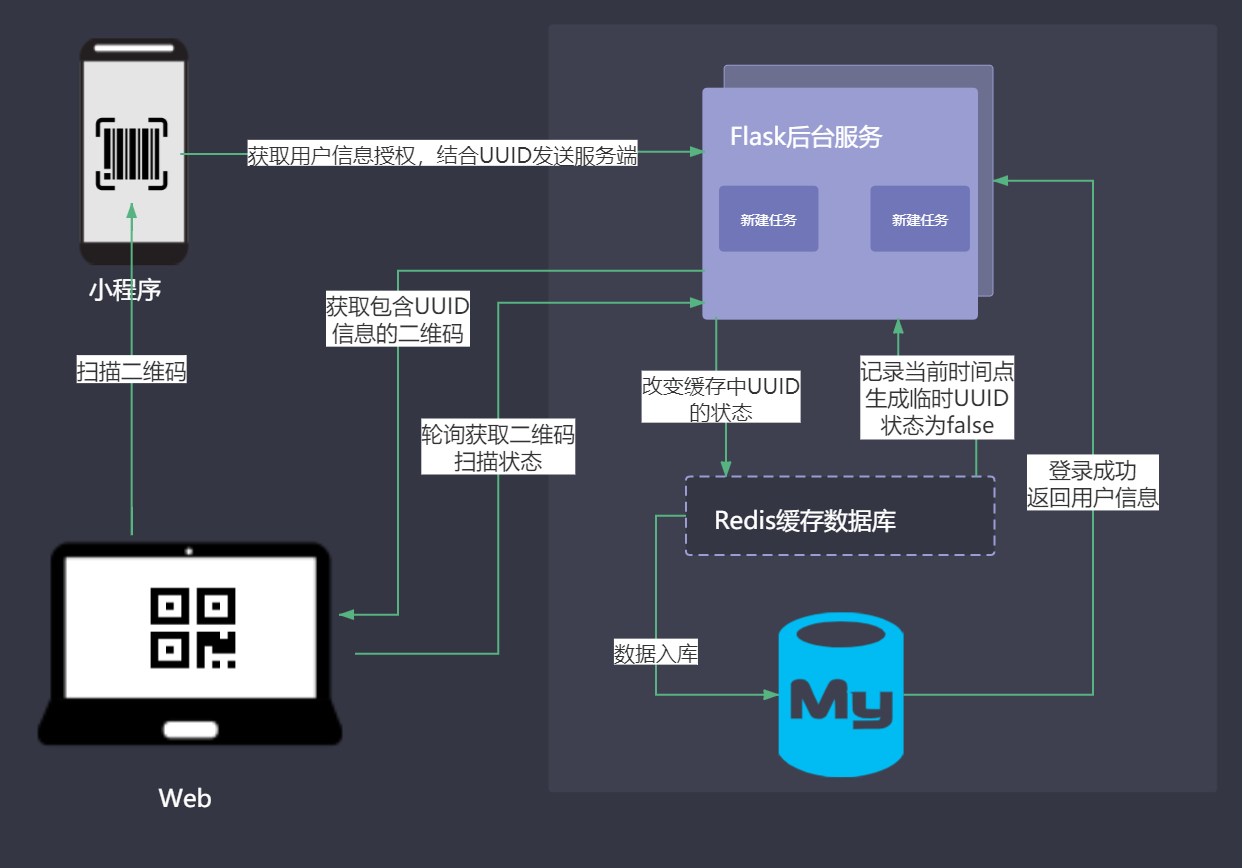 Flask后台服务
获取用户信息授权，结合UUID发送服务端
新建任务
新建任务
小程序
获取包含UUID
信息的二维码
扫描二维码
改变缓存中UUID
的状态
记录当前时间点
生成临时UUID
状态为false
轮询获取二维码
扫描状态
登录成功
返回用户信息
Redis缓存数据库
数据入库
My
Web